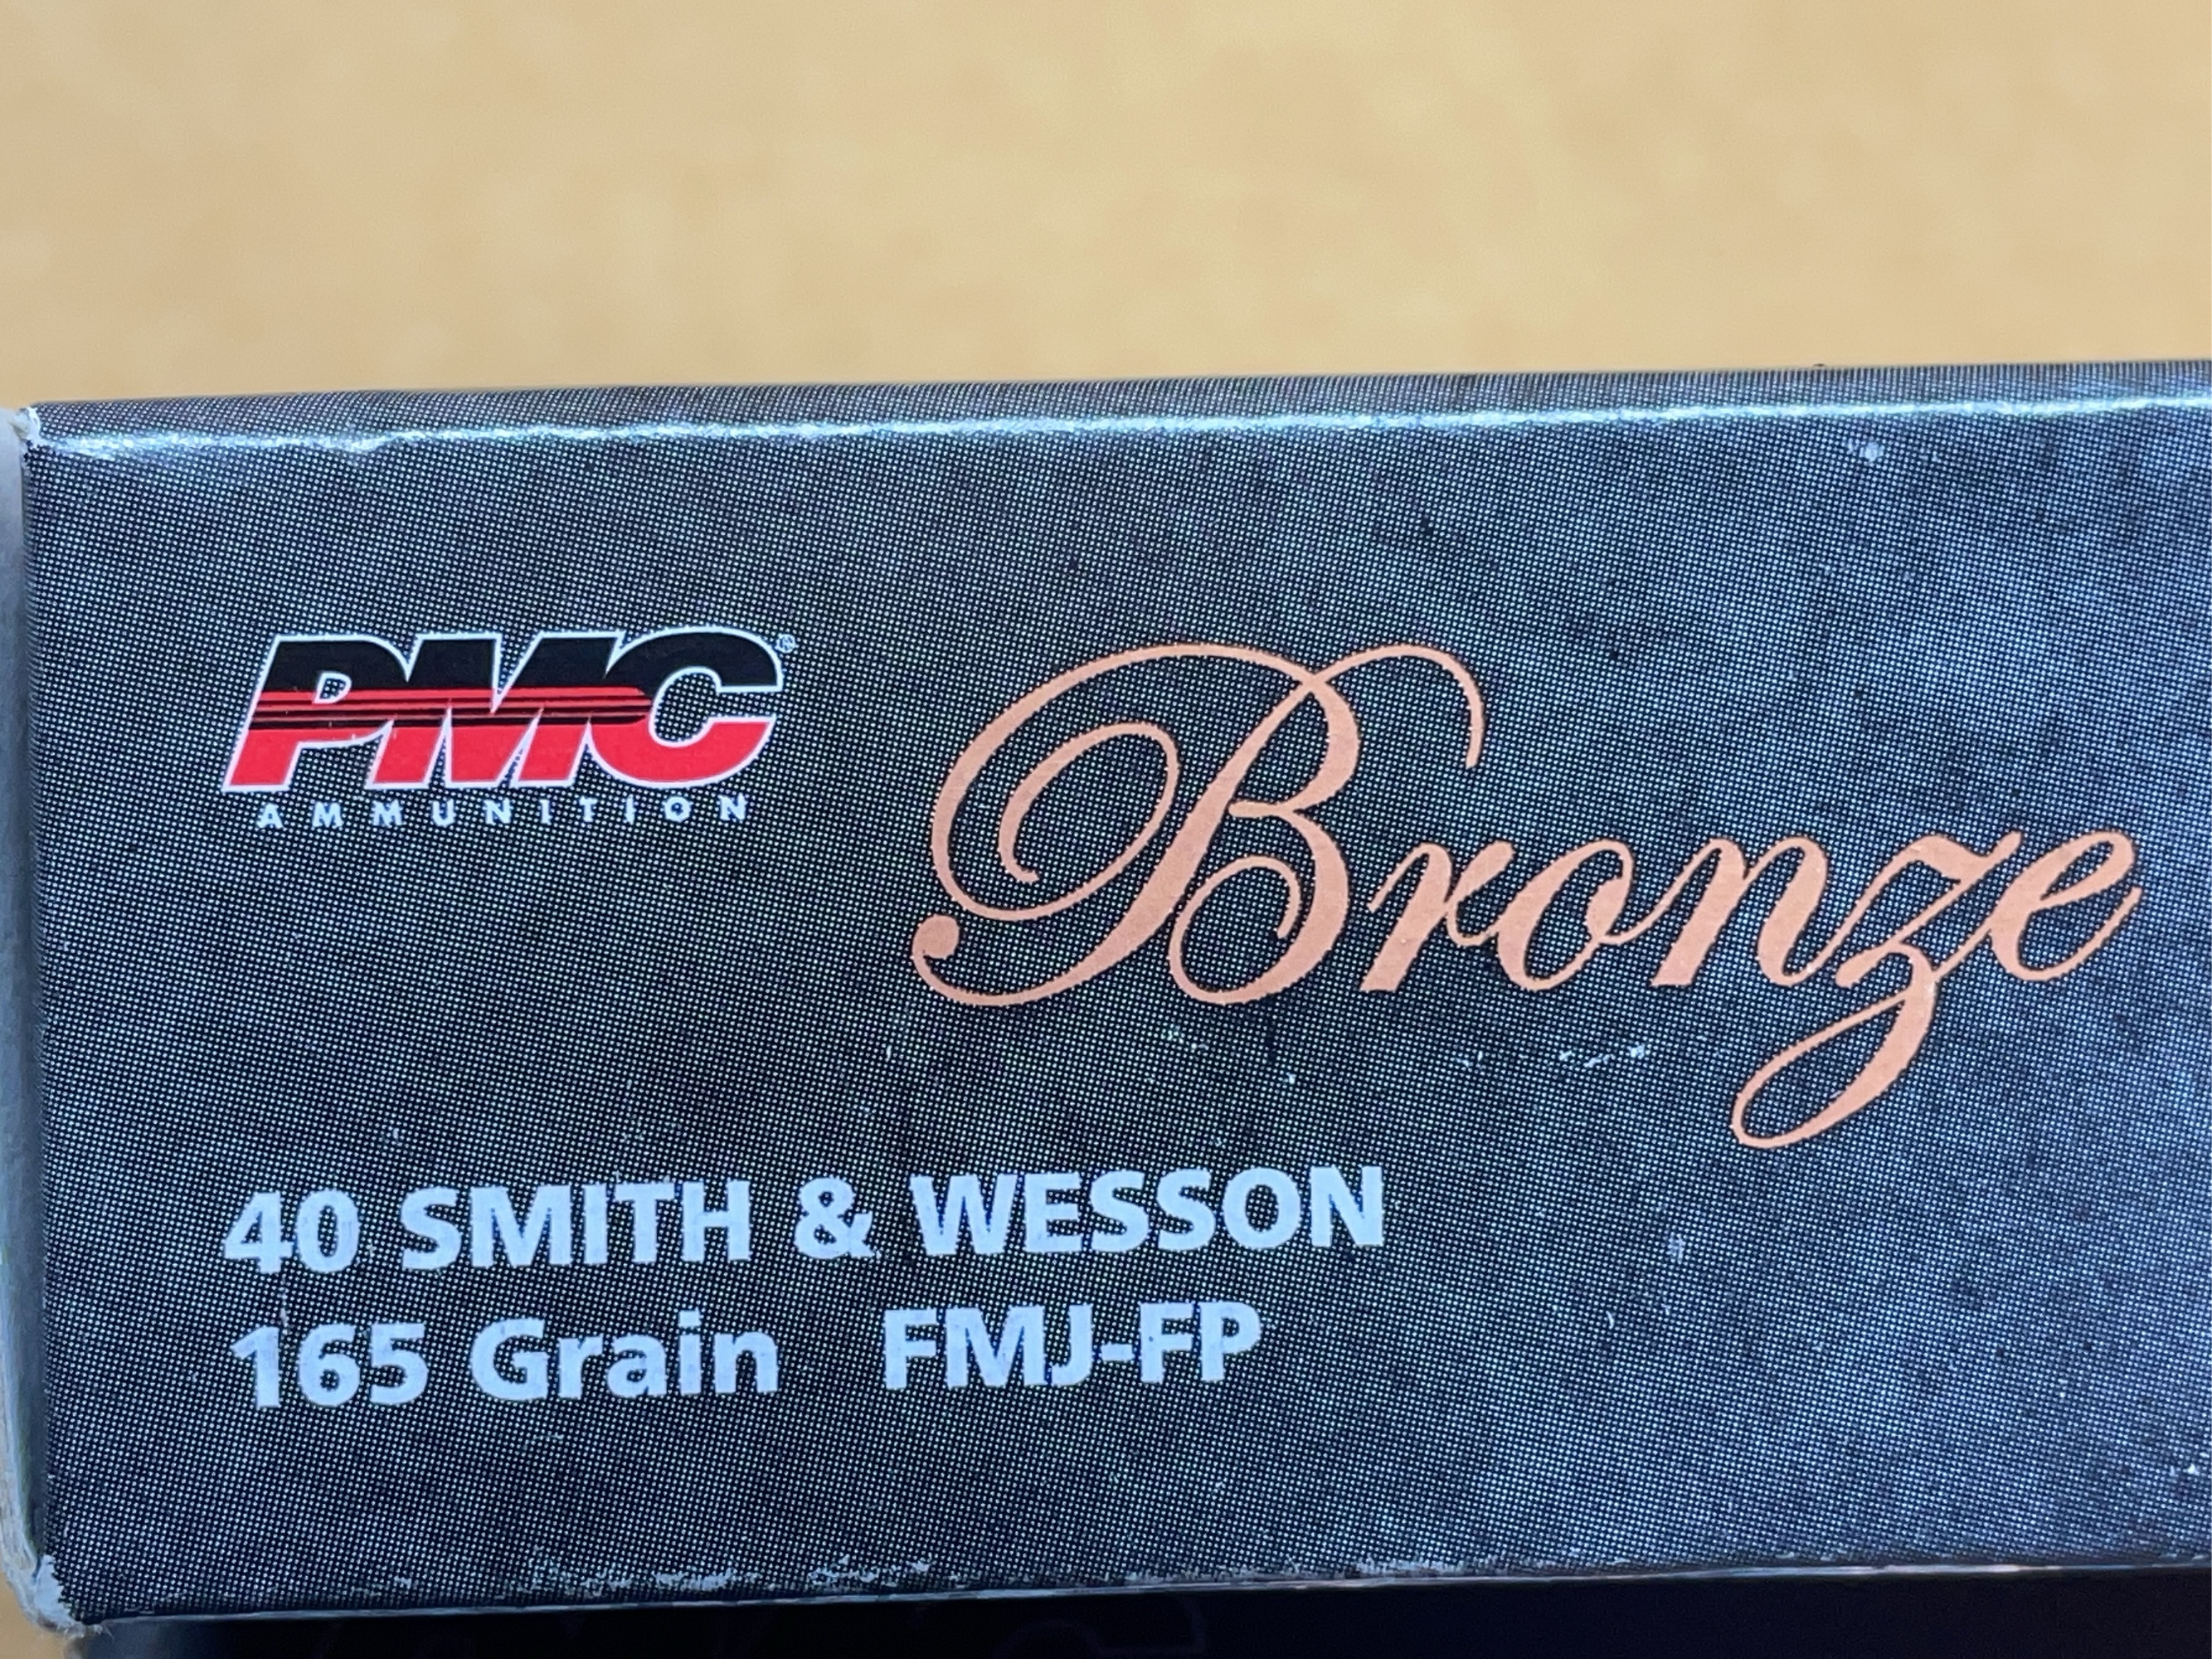 PMC®
AMMUNITION
Bronze
40 SMITH & WESSON
165 Grain FMJ-FP